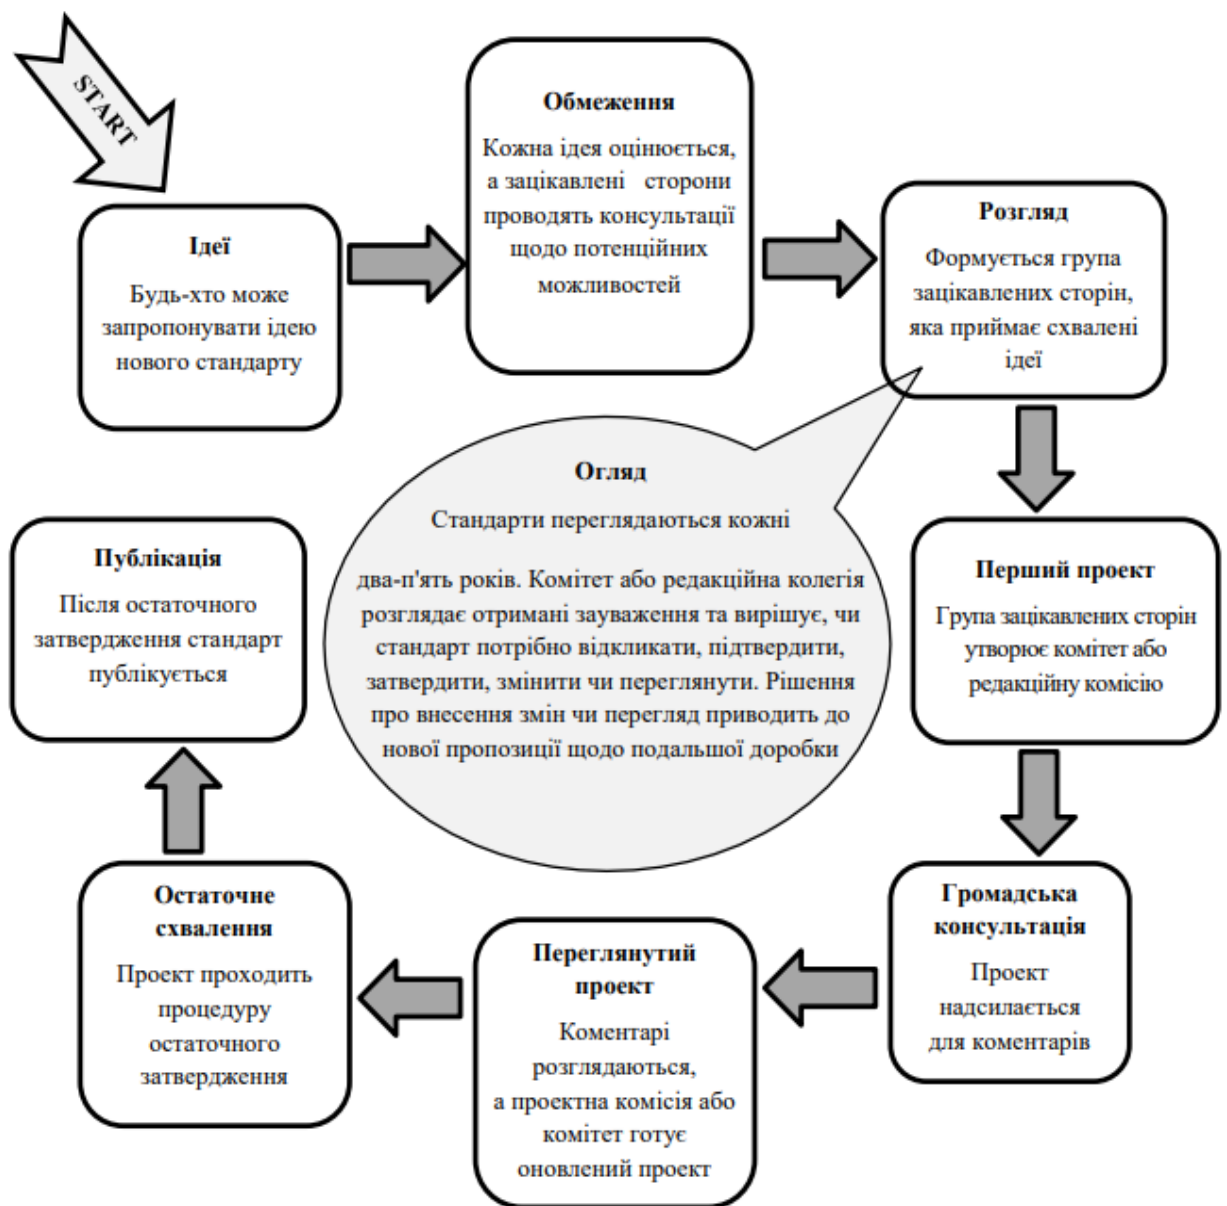 START
Ідеї
Будь-хто може
запропонувати ідею
нового стандарту
Обмеження
Кожна ідея оцінюється,
а зацікавлені сторони
проводять консультації
щодо потенційних
можливостей
Розгляд
Формується група
зацікавлених сторін,
яка приймає схвалені
ідеї
Огляд
Стандарти переглядаються кожні
два-п'ять років. Комітет або редакційна колегія
розглядає отримані зауваження та вирішує, чи
стандарт потрібно відкликати, підтвердити,
затвердити, змінити чи переглянути. Рішення
про внесення змін чи перегляд приводить до
нової пропозиції щодо подальшої доробки
Перший проект
Група зацікавлених сторін
утворює комітет або
редакційну комісію
Громадська
консультація
Проект
надсилається
для коментарів
Переглянутий
проект
Коментарі
розглядаються,
а проектна комісія або
комітет готує
оновлений проект
Остаточне
схвалення
Проект проходить
процедуру
остаточного
затвердження
Публікація
Після остаточного
затвердження стандарт
публікується